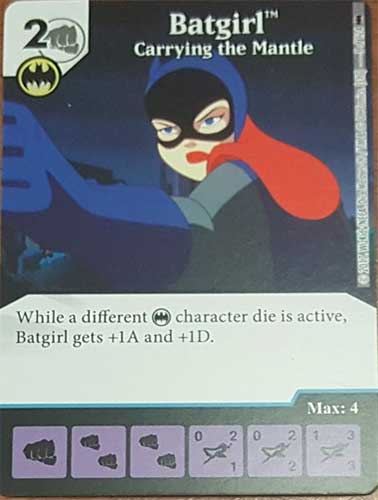 2
Batgirl™
Carrying the Mantle
While a different character die is active,
Batgirl gets +1A and +1D.
Max: 4
0 2
1
0 2
2
1 3
3